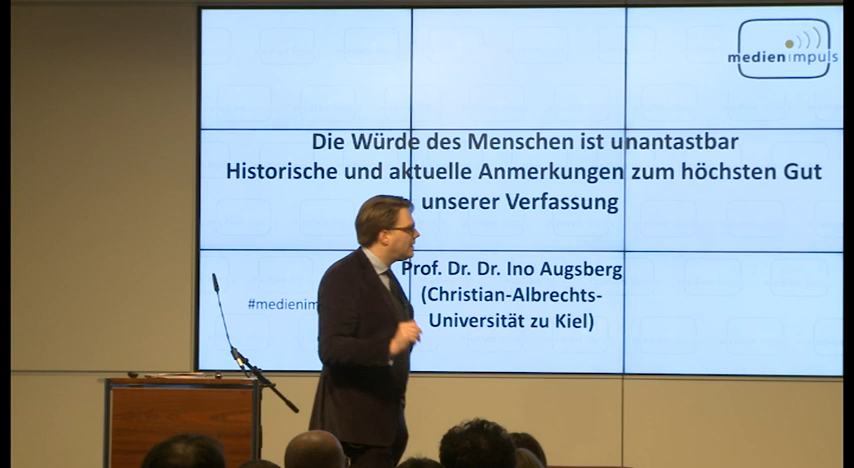 medienimpuls
Die Würde des Menschen ist unantastbar
Historische und aktuelle Anmerkungen zum höchsten Gut
unserer Verfassung
Prof. Dr. Dr. Ino Augsberg
(Christian-Albrechts-
#medienim
Universität zu Kiel)